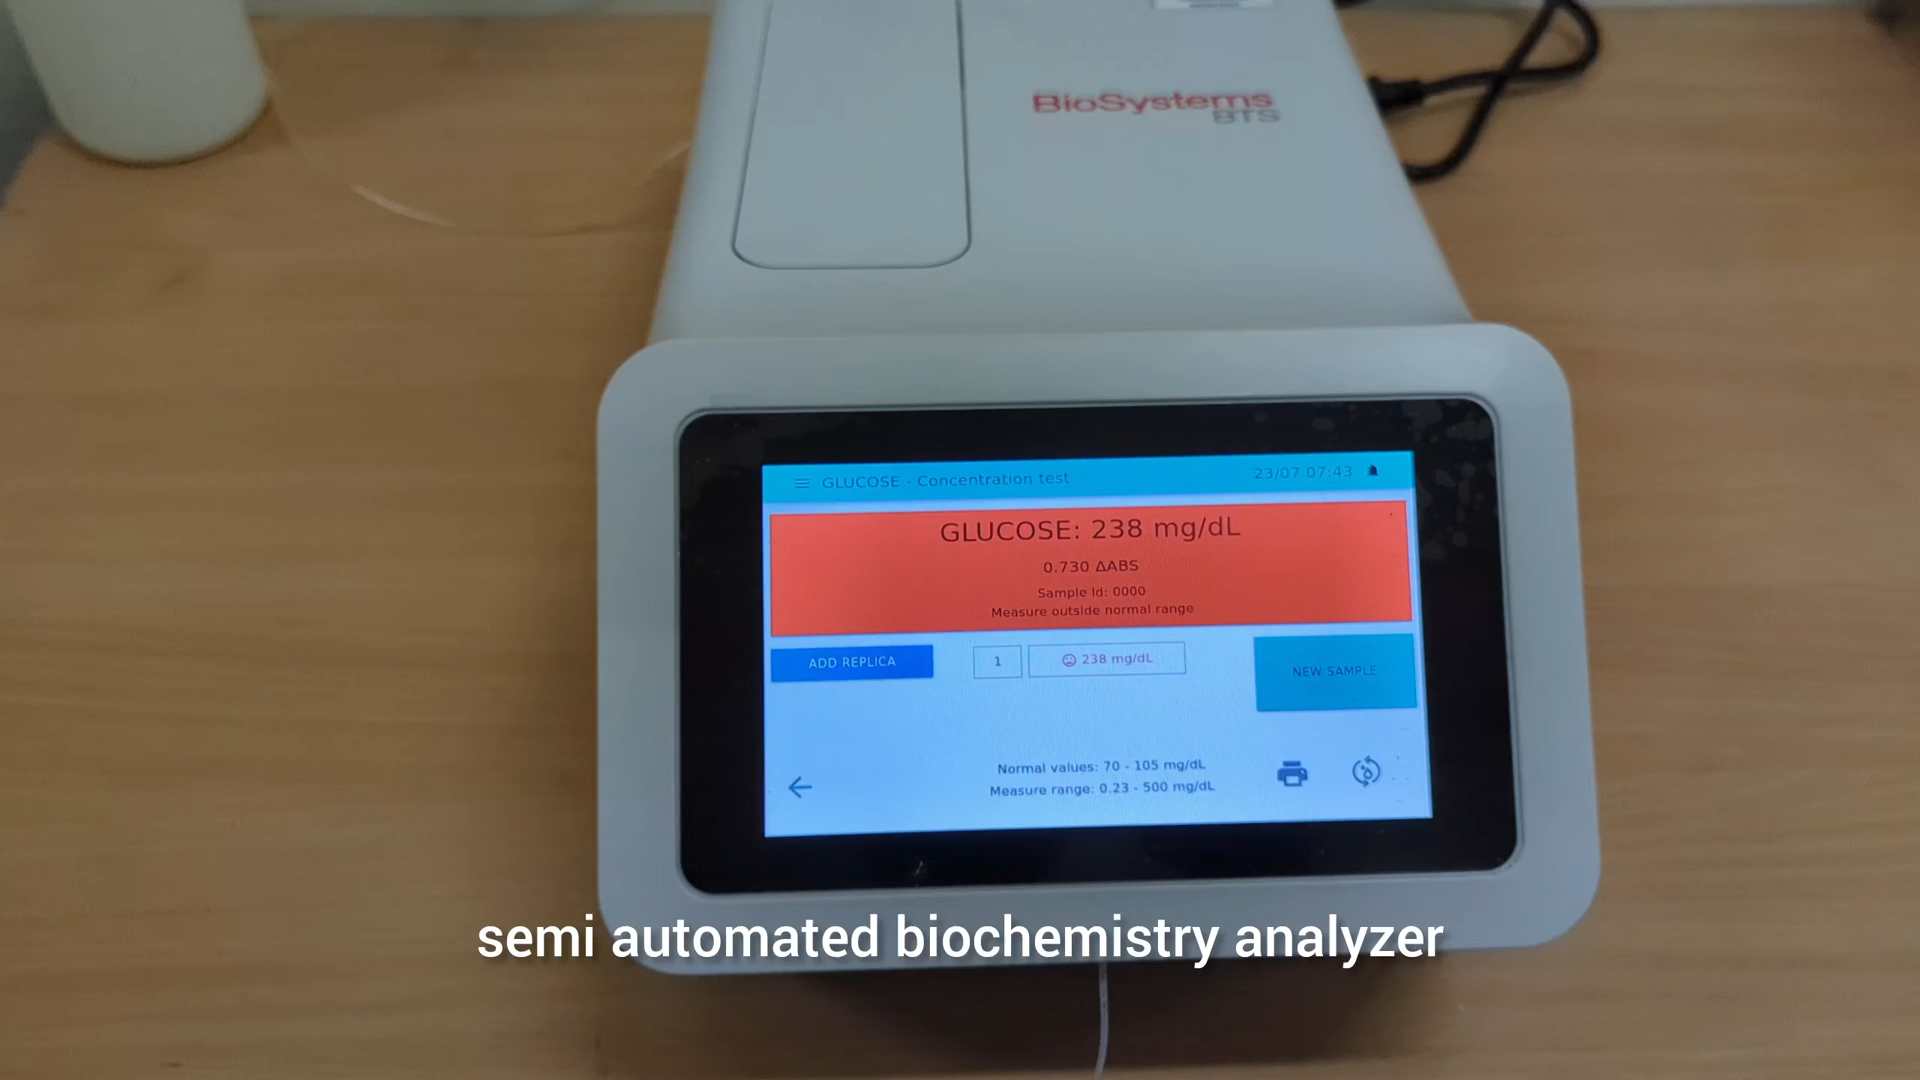 BioSystems
BTS
GLUCOSE - Concentration test
23/07 07:43
GLUCOSE: 238 mg/dL
0.730 ΔABS
Sample Id: 0000
Measure outside normal range
ADD REPLICA
1
238 mg/dL
NEW SAMPLE
Normal values: 70 - 105 mg/dL
Measure range: 0.23 - 500 mg/dL
semi automated biochemistry analyzer